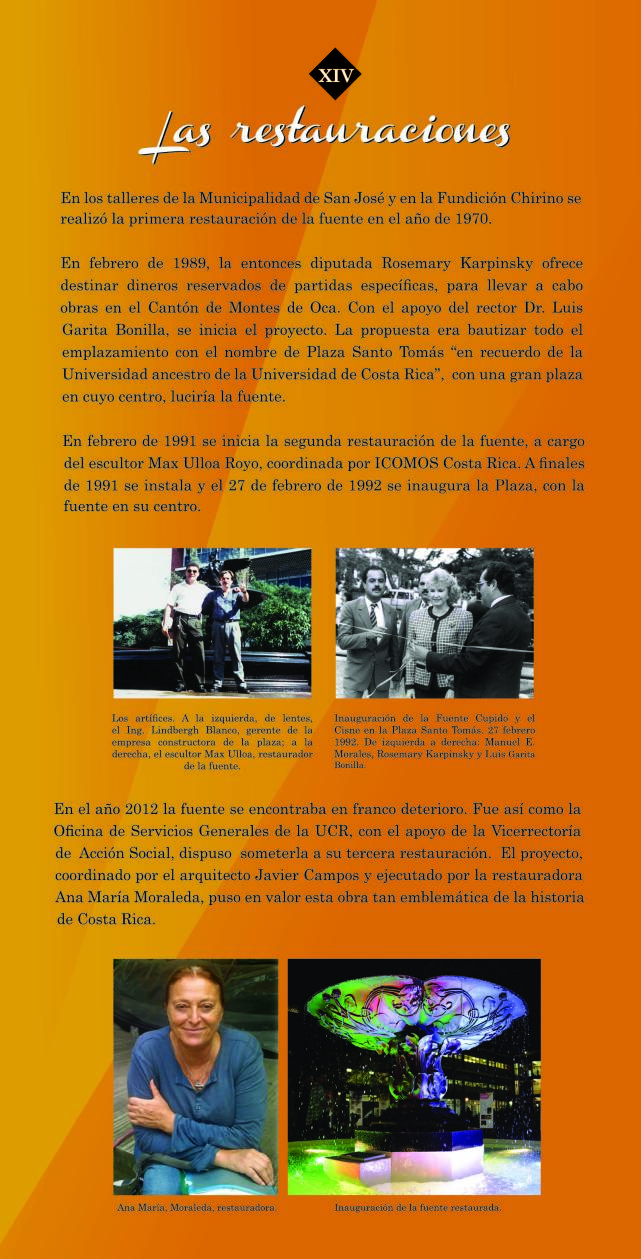 XIV
Las restauraciones
En los talleres de la Municipalidad de San José y en la Fundición Chirino se
realizó la primera restauración de la fuente en el año de 1970.
En febrero de 1989, la entonces diputada Rosemary Karpinsky ofrece
destinar dineros reservados de partidas específicas, para llevar a cabo
obras en el Cantón de Montes de Oca. Con el apoyo del rector Dr. Luis
Garita Bonilla, se inicia el proyecto. La propuesta era bautizar todo el
emplazamiento con el nombre de Plaza Santo Tomás “en recuerdo de la
Universidad ancestro de la Universidad de Costa Rica”, con una gran plaza
en cuyo centro, luciría la fuente.
En febrero de 1991 se inicia la segunda restauración de la fuente, a cargo
del escultor Max Ulloa Royo, coordinada por ICOMOS Costa Rica. A finales
de 1991 se instala y el 27 de febrero de 1992 se inaugura la Plaza, con la
fuente en su centro.
Los artífices. A la izquierda, de lentes,
el Ing. Lindbergh Blanco, gerente de la
empresa constructora de la plaza; a la
derecha, el escultor Max Ulloa, restaurador
de la fuente.
Inauguración de la Fuente Cupido y el
Cisne en la Plaza Santo Tomás. 27 febrero
1992. De izquierda a derecha: Manuel E.
Morales, Rosemary Karpinsky y Luis Garita
Bonilla.
En el año 2012 la fuente se encontraba en franco deterioro. Fue así como la
Oficina de Servicios Generales de la UCR, con el apoyo de la Vicerrectoría
de Acción Social, dispuso someterla a su tercera restauración. El proyecto,
coordinado por el arquitecto Javier Campos y ejecutado por la restauradora
Ana María Moraleda, puso en valor esta obra tan emblemática de la historia
de Costa Rica.
Ana María, Moraleda, restauradora.
Inauguración de la fuente restaurada.